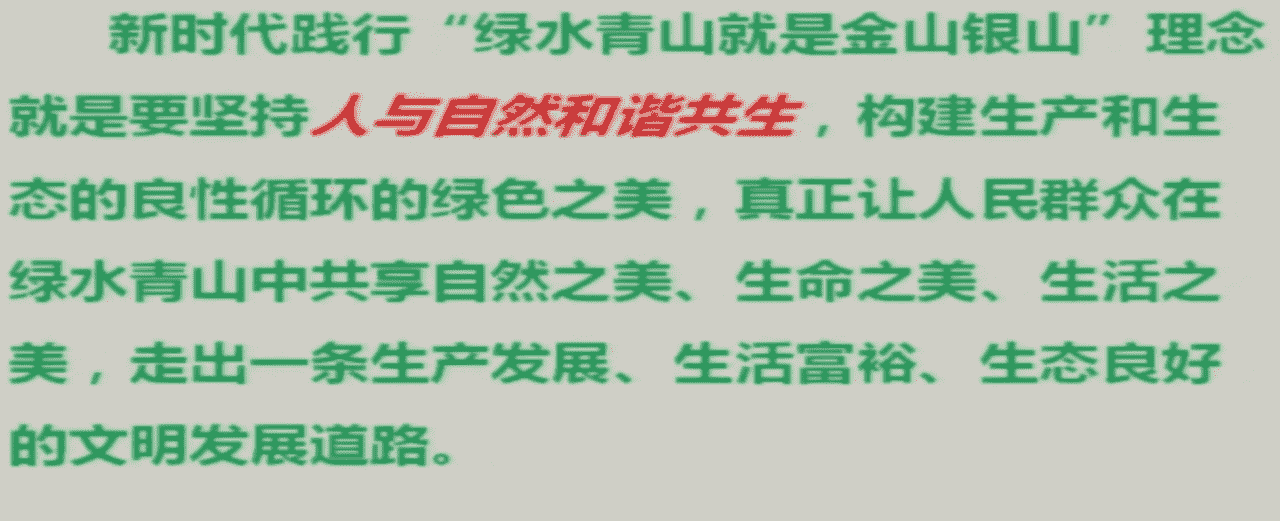 新时代践行“绿水青山就是金山银山”理念
就是要坚持人与自然和谐共生，构建生产和生
态的良性循环的绿色之美，真正让人民群众在
绿水青山中共享自然之美、生命之美、生活之
美，走出一条生产发展、生活富裕、生态良好
的文明发展道路。